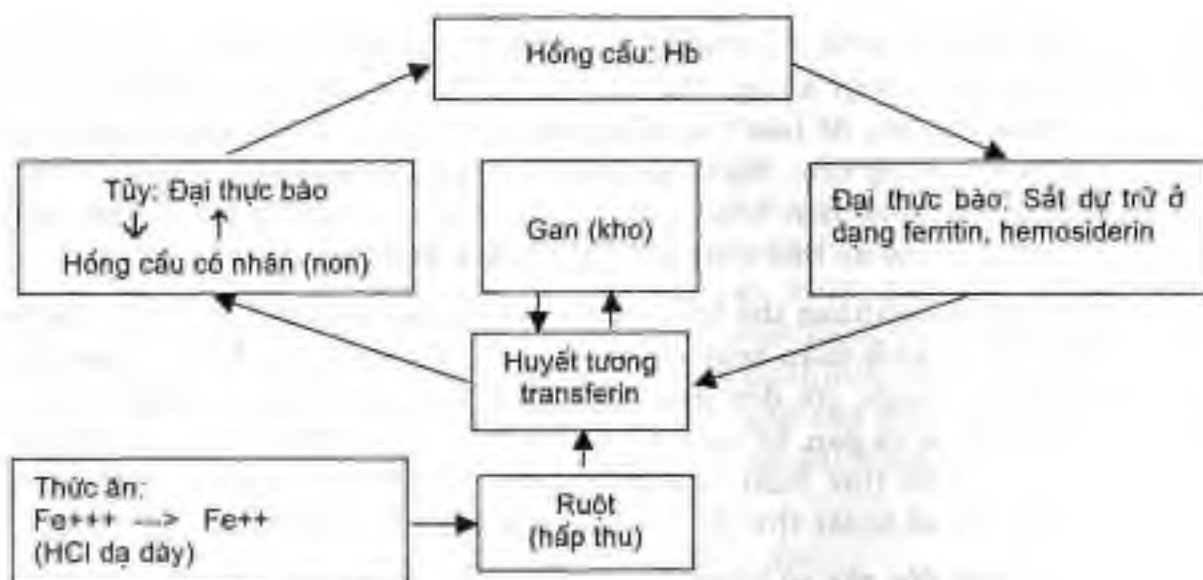 Hồng cầu: Hb
Tủy: Đại thực bào
↓ ↑
Hồng cầu có nhân (non)
Gan (kho)
Đại thực bào: Sắt dự trữ ở
dạng ferritin, hemosiderin
Huyết tương
transferin
Thức ăn:
Fe+++ ---> Fe++
(HCl dạ dày)
Ruột
(hấp thu)